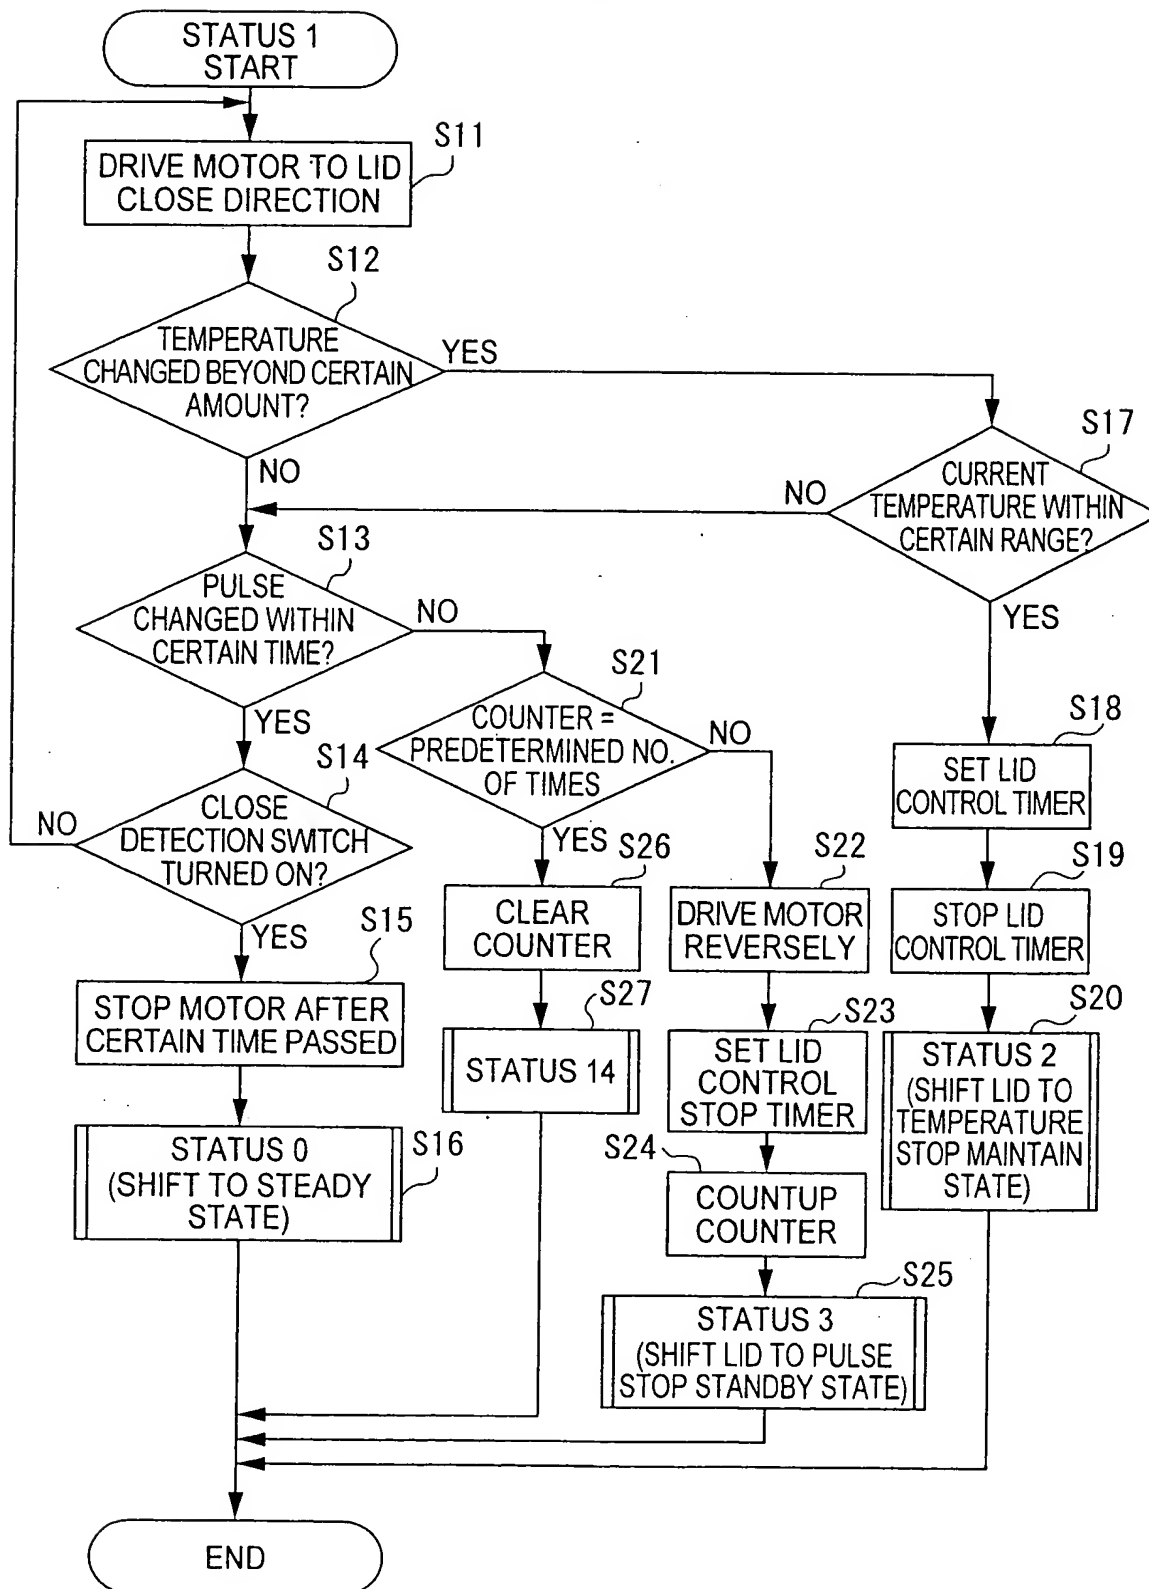 STATUS 1
START
S11
DRIVE MOTOR TO LID
CLOSE DIRECTION
S12
TEMPERATURE
CHANGED BEYOND CERTAIN
AMOUNT?
YES
NO
S17
CURRENT
TEMPERATURE WITHIN
CERTAIN RANGE?
NO
YES
S13
PULSE
CHANGED WITHIN
CERTAIN TIME?
NO
YES
S21
COUNTER =
PREDETERMINED NO.
OF TIMES
NO
YES
S14
CLOSE
DETECTION SWITCH
TURNED ON?
NO
YES
S18
SET LID
CONTROL TIMER
S19
STOP LID
CONTROL TIMER
S20
STATUS 2
(SHIFT LID TO
TEMPERATURE
STOP MAINTAIN
STATE)
S26
CLEAR
COUNTER
S27
STATUS 14
S22
DRIVE MOTOR
REVERSELY
S23
SET LID
CONTROL
STOP TIMER
S24
COUNTUP
COUNTER
S25
STATUS 3
(SHIFT LID TO PULSE
STOP STANDBY STATE)
S15
STOP MOTOR AFTER
CERTAIN TIME PASSED
S16
STATUS 0
(SHIFT TO STEADY
STATE)
END